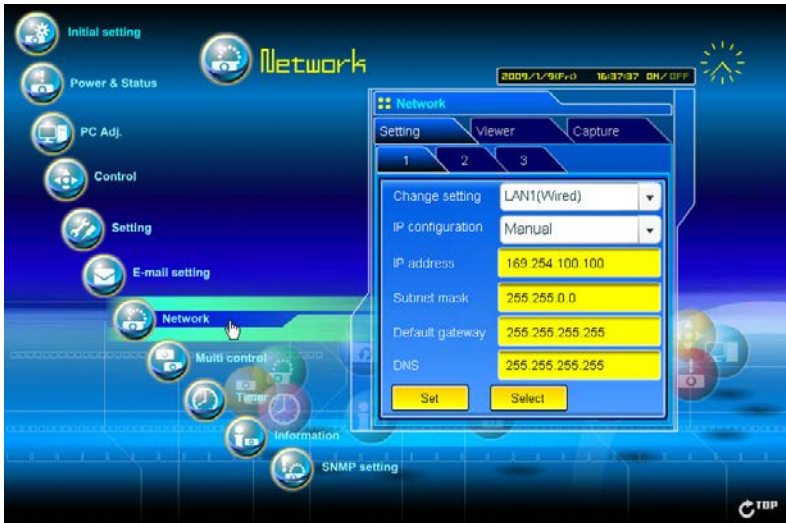 Initial setting
Power & Status
PC Adj.
Control
Setting
E-mail setting
Network
Multi control
Timer
Information
SNMP setting
Network
2009/1/9(Fri) 16:37:37 ON/OFF
Network
Setting Viewer Capture
1 2 3
Change setting LAN1(Wired)
IP configuration Manual
IP address 169.254.100.100
Subnet mask 255.255.0.0
Default gateway 255.255.255.255
DNS 255.255.255.255
Set Select
TOP